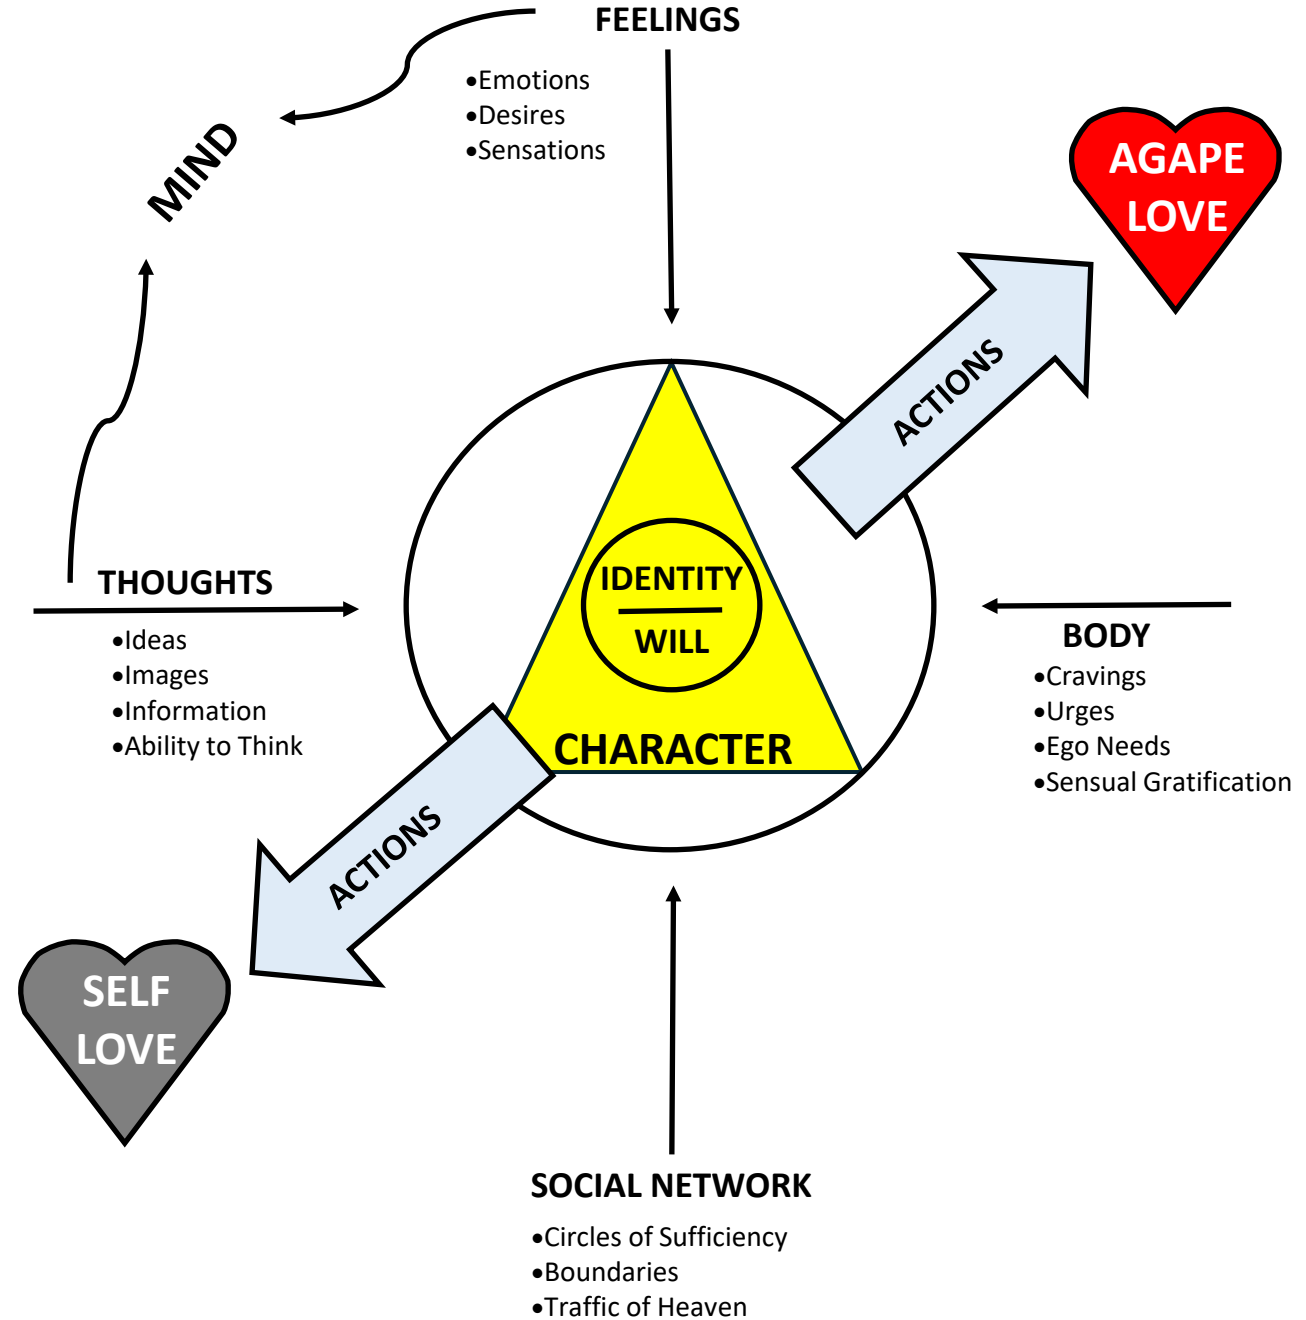 FEELINGS
•Emotions
•Desires
•Sensations
MIND
AGAPE
LOVE
ACTIONS
THOUGHTS
•Ideas
•Images
•Information
•Ability to Think
IDENTITY
WILL
CHARACTER
BODY
•Cravings
•Urges
•Ego Needs
•Sensual Gratification
ACTIONS
SELF
LOVE
SOCIAL NETWORK
•Circles of Sufficiency
•Boundaries
•Traffic of Heaven